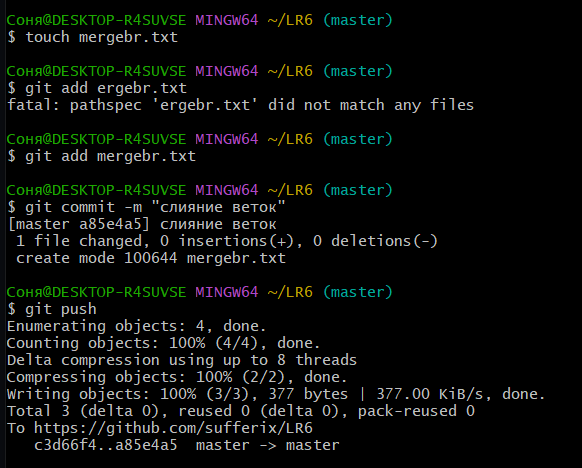 Соня@DESKTOP-R4SUVSE MINGW64 ~/LR6 (master)
$ touch mergebr.txt
Соня@DESKTOP-R4SUVSE MINGW64 ~/LR6 (master)
$ git add ergebr.txt
fatal: pathspec 'ergebr.txt' did not match any files
Соня@DESKTOP-R4SUVSE MINGW64 ~/LR6 (master)
$ git add mergebr.txt
Соня@DESKTOP-R4SUVSE MINGW64 ~/LR6 (master)
$ git commit -m "слияние веток"
[master a85e4a5] слияние веток
 1 file changed, 0 insertions(+), 0 deletions(-)
 create mode 100644 mergebr.txt
Соня@DESKTOP-R4SUVSE MINGW64 ~/LR6 (master)
$ git push
Enumerating objects: 4, done.
Counting objects: 100% (4/4), done.
Delta compression using up to 8 threads
Compressing objects: 100% (2/2), done.
Writing objects: 100% (3/3), 377 bytes | 377.00 KiB/s, done.
Total 3 (delta 0), reused 0 (delta 0), pack-reused 0
To https://github.com/sufferix/LR6
   c3d66f4..a85e4a5  master -> master